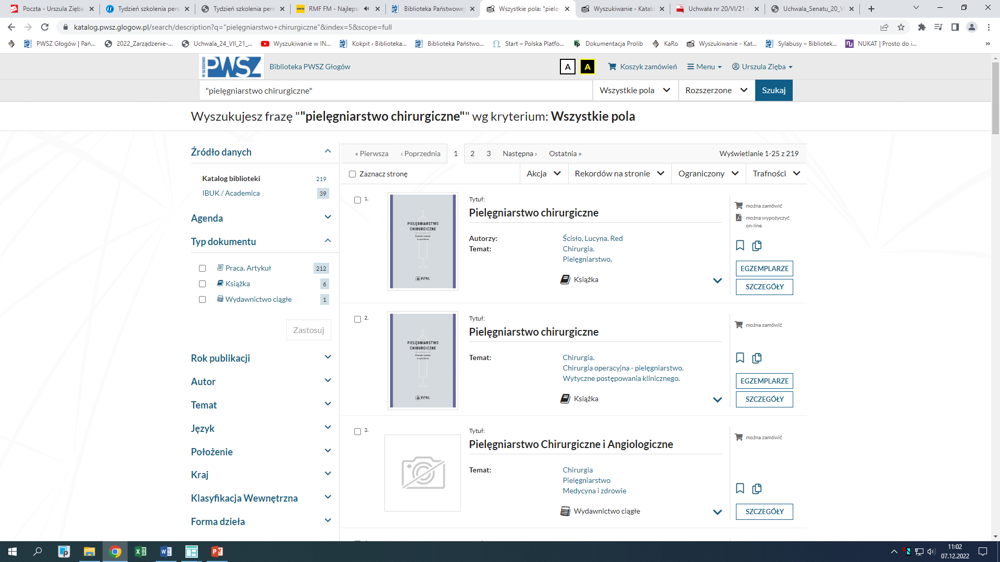 Poczta - Urszula Zięba
Tydzień szkolenia pers
Tydzień szkolenia pers
RMF FM - Najleps
Biblioteka Państwowej
Wszystkie pola: "pielęg
Wyszukiwanie - Katalo
Uchwała nr 20/VI/21 -
Uchwala_Senatu_20_V
katalog.pwsz.glogow.pl/search/description?q="pielęgniarstwo+chirurgiczne"&index=5&scope=full
PWSZ Głogów | Pań...
2022_Zarządzenie-...
Uchwala_24_VII_21_...
Wyszukiwanie w IN...
Kokpit ‹ Biblioteka...
Biblioteka Państwo...
Start – Polska Platfo...
Dokumentacja Prolib
KaRo
Wyszukiwanie - Kat...
Sylabusy – Bibliotek...
NUKAT | Prosto do i...
»
W GŁOGOWIE PWSZ
Biblioteka PWSZ Głogów
A A
Koszyk zamówień
Menu
Urszula Zięba
"pielęgniarstwo chirurgiczne"
Wszystkie pola
Rozszerzone
Szukaj
Wyszukujesz frazę ""pielęgniarstwo chirurgiczne"" wg kryterium: Wszystkie pola
Źródło danych
Katalog biblioteki 219
IBUK / Academica 39
Agenda
Typ dokumentu
Praca. Artykuł 212
Książka 6
Wydawnictwo ciągłe 1
Zastosuj
Rok publikacji
Autor
Temat
Język
Położenie
Kraj
Klasyfikacja Wewnętrzna
Forma dzieła
« Pierwsza ‹ Poprzednia 1 2 3 Następna › Ostatnia »
Wyświetlanie 1-25 z 219
Zaznacz stronę
Akcja
Rekordów na stronie
Ograniczony
Trafności
1.
PIELĘGNIARSTWO
CHIRURGICZNE
PZWL
Tytuł:
Pielęgniarstwo chirurgiczne
Autorzy: Ścisło, Lucyna. Red
Temat: Chirurgia.
Pielęgniarstwo.
Książka
można zamówić
można wypożyczyć
on-line
EGZEMPLARZE
SZCZEGÓŁY
2.
PIELĘGNIARSTWO
CHIRURGICZNE
PZWL
Tytuł:
Pielęgniarstwo chirurgiczne
Temat: Chirurgia.
Chirurgia operacyjna - pielęgniarstwo.
Wytyczne postępowania klinicznego.
Książka
można zamówić
EGZEMPLARZE
SZCZEGÓŁY
3.
Tytuł:
Pielęgniarstwo Chirurgiczne i Angiologiczne
Temat: Chirurgia
Pielęgniarstwo
Medycyna i zdrowie
Wydawnictwo ciągłe
można zamówić
SZCZEGÓŁY
11:02
07.12.2022